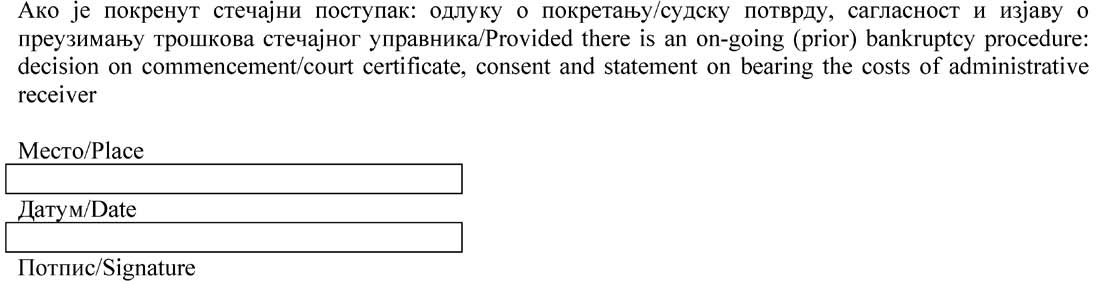 Ако је покренут стечајни поступак: одлуку о покретању/судску потврду, сагласност и изјаву о
преузимању трошкова стечајног управника/Provided there is an on-going (prior) bankruptcy procedure:
decision on commencement/court certificate, consent and statement on bearing the costs of administrative
receiver
Место/Place
Датум/Date
Потпис/Signature